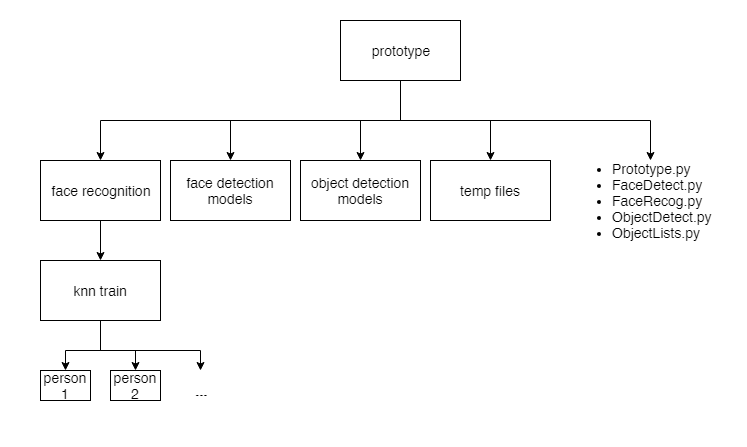 prototype
face recognition
face detection
models
object detection
models
temp files
• Prototype.py
• FaceDetect.py
• FaceRecog.py
• ObjectDetect.py
• ObjectLists.py
knn train
person
1
person
2
...